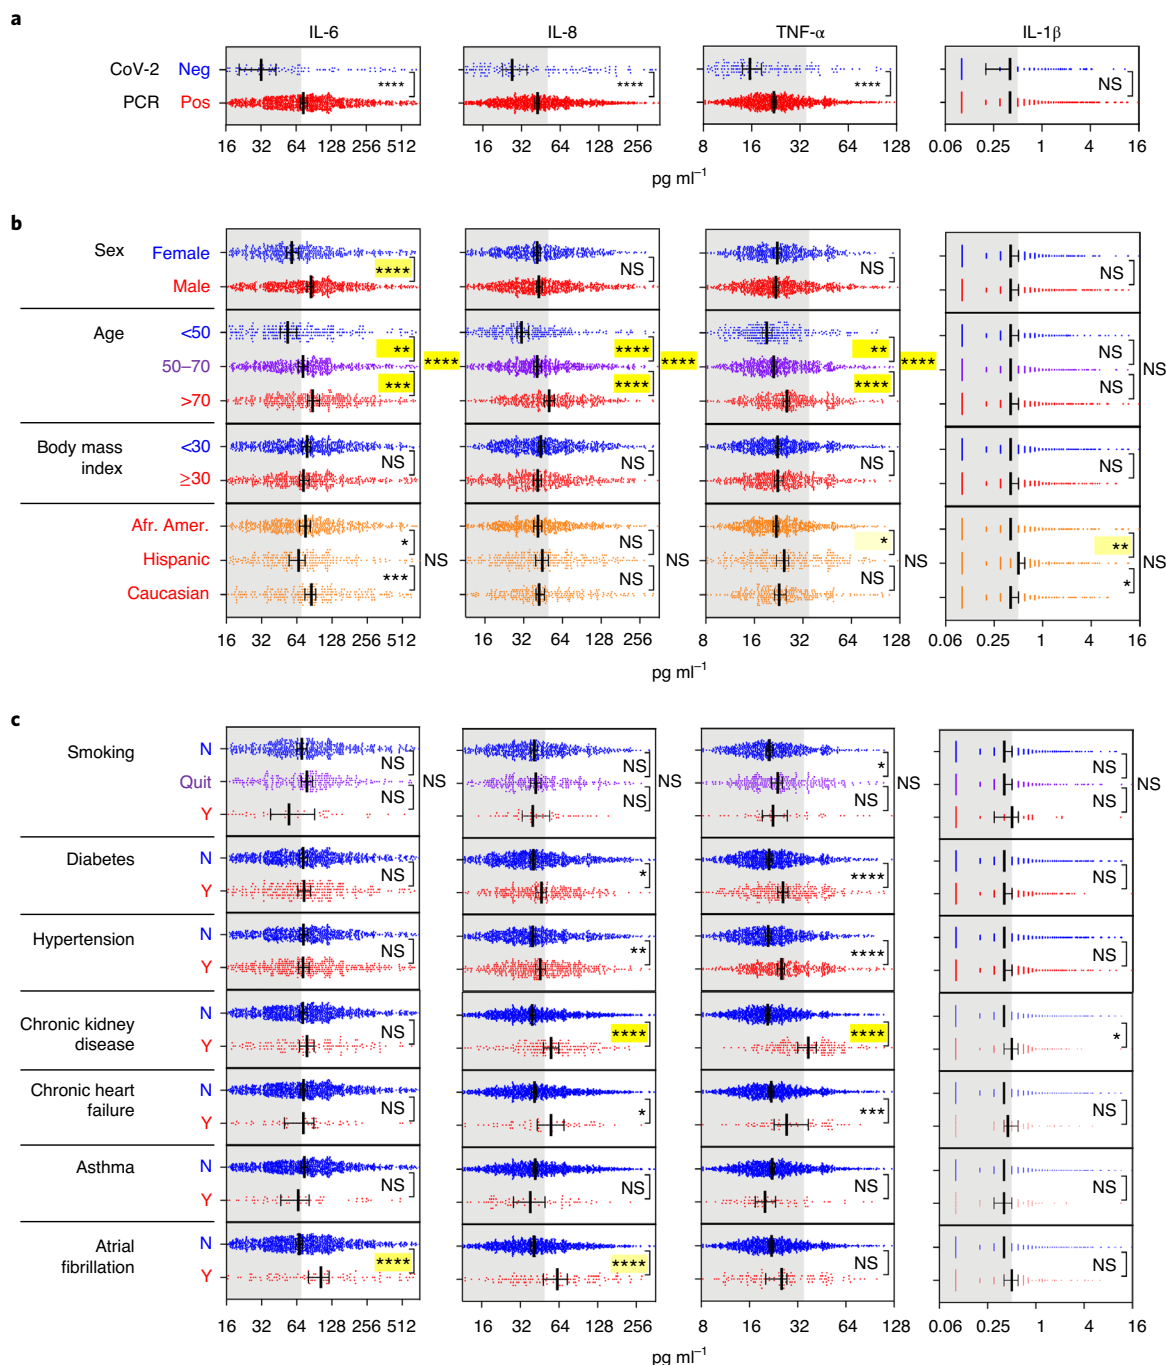 a
IL-6 IL-8 TNF-α IL-1β
CoV-2 Neg
**** **** **** NS
PCR Pos
16 32 64 128 256 512 16 32 64 128 256 8 16 32 64 128 0.06 0.25 1 4 16
pg ml⁻¹
b
Sex Female
**** NS NS NS
Male
Age <50
** **** ** NS
50–70 **** **** **** NS
*** **** **** NS
>70
Body mass <30
index NS NS NS NS
≥30
Afr. Amer.
* NS * **
Hispanic NS NS NS
*** NS NS *
Caucasian
16 32 64 128 256 512 16 32 64 128 256 8 16 32 64 128 0.06 0.25 1 4 16
pg ml⁻¹
c
Smoking N
NS NS * NS
Quit NS NS NS NS
NS NS NS NS
Y
Diabetes N
NS * **** NS
Y
Hypertension N
NS ** **** NS
Y
Chronic kidney N
disease NS **** **** *
Y
Chronic heart N
failure NS * *** NS
Y
Asthma N
NS NS NS NS
Y
Atrial N
fibrillation **** **** NS NS
Y
16 32 64 128 256 512 16 32 64 128 256 8 16 32 64 128 0.06 0.25 1 4 16
pg ml⁻¹